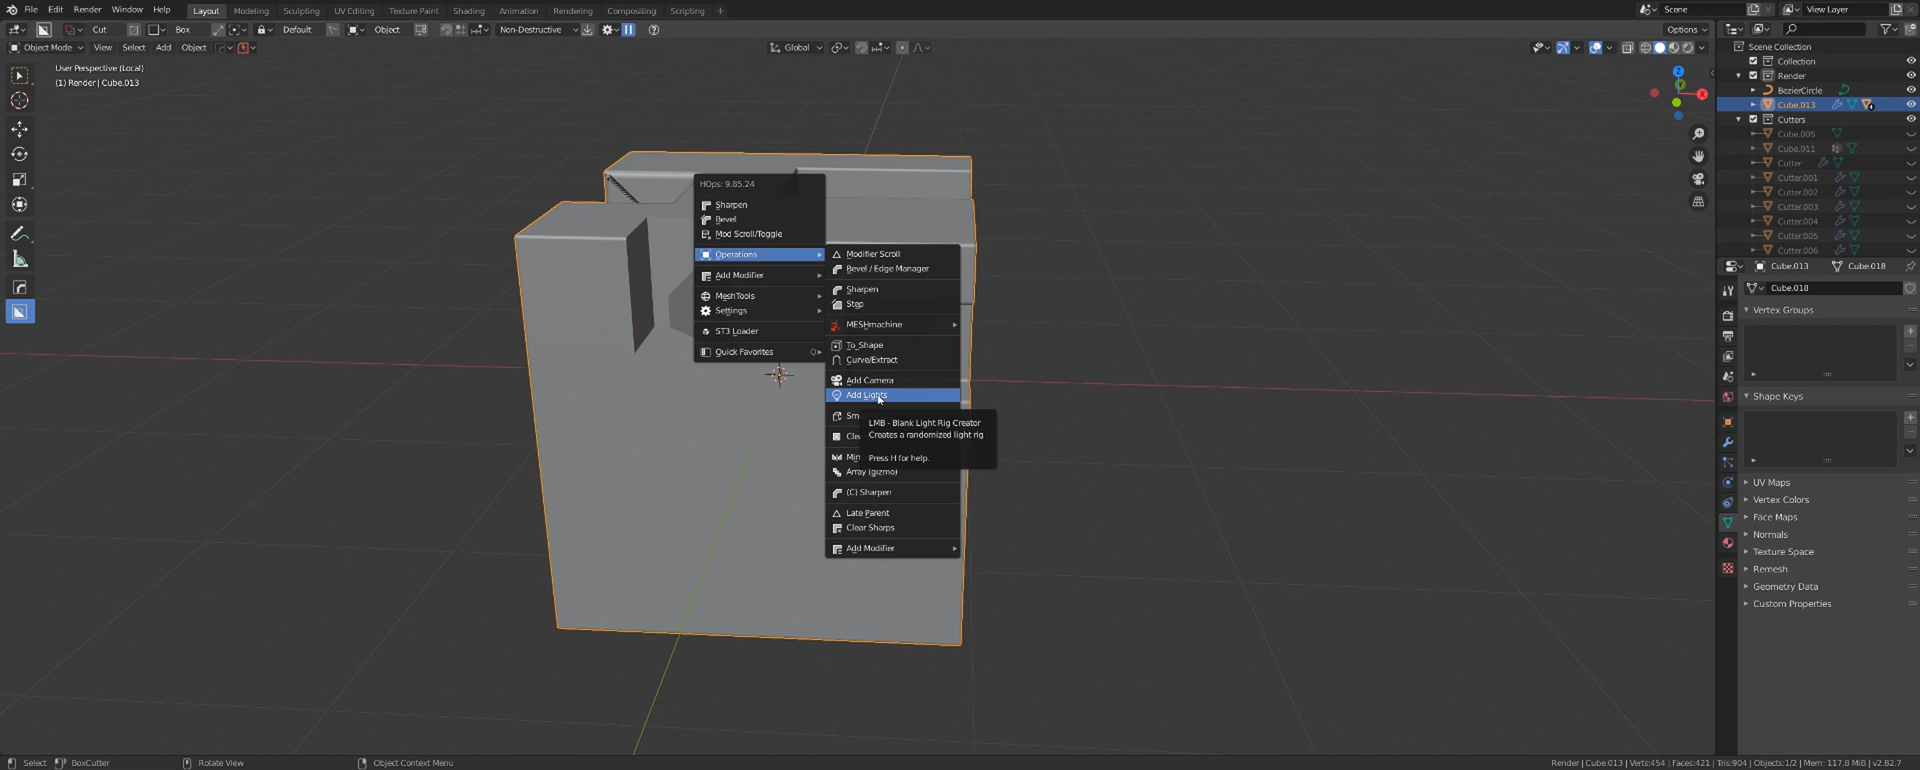 File Edit Render Window Help Layout Modeling Sculpting UV Editing Texture Paint Shading Animation Rendering Compositing Scripting + Scene View Layer
Cut Box Default Object Non-Destructive Options
Object Mode View Select Add Object Global
User Perspective (Local)
(1) Render | Cube.013
Z
Y
X
HOps: 9.85.24
Sharpen
Bevel
Mod Scroll/Toggle
Operations
Add Modifier
MeshTools
Settings
ST3 Loader
Quick Favorites Q
Modifier Scroll
Bevel / Edge Manager
Sharpen
Step
MESHmachine
To_Shape
Curve/Extract
Add Camera
Add Lights
Sm
Cle
Mirr
Array (gizmo)
(C) Sharpen
Late Parent
Clear Sharps
Add Modifier
LMB - Blank Light Rig Creator
Creates a randomized light rig
Press H for help.
Scene Collection
Collection
Render
BezierCircle
Cube.013
Cutters
Cube.005
Cube.011
Cutter
Cutter.001
Cutter.002
Cutter.003
Cutter.004
Cutter.005
Cutter.006
Cube.013 Cube.018
Cube.018
Vertex Groups
Shape Keys
UV Maps
Vertex Colors
Face Maps
Normals
Texture Space
Remesh
Geometry Data
Custom Properties
Select BoxCutter Rotate View Object Context Menu Render | Cube.013 | Verts:454 | Faces:421 | Tris:904 | Objects:1/2 | Mem: 117.8 MiB | v2.82.7